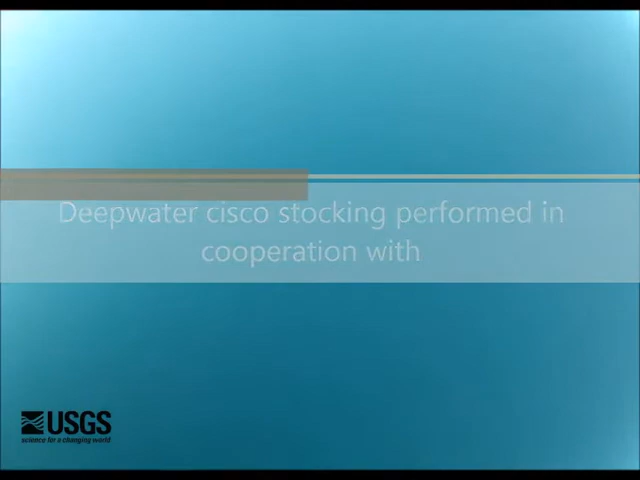 Deepwater cisco stocking performed in
cooperation with
USGS
science for a changing world